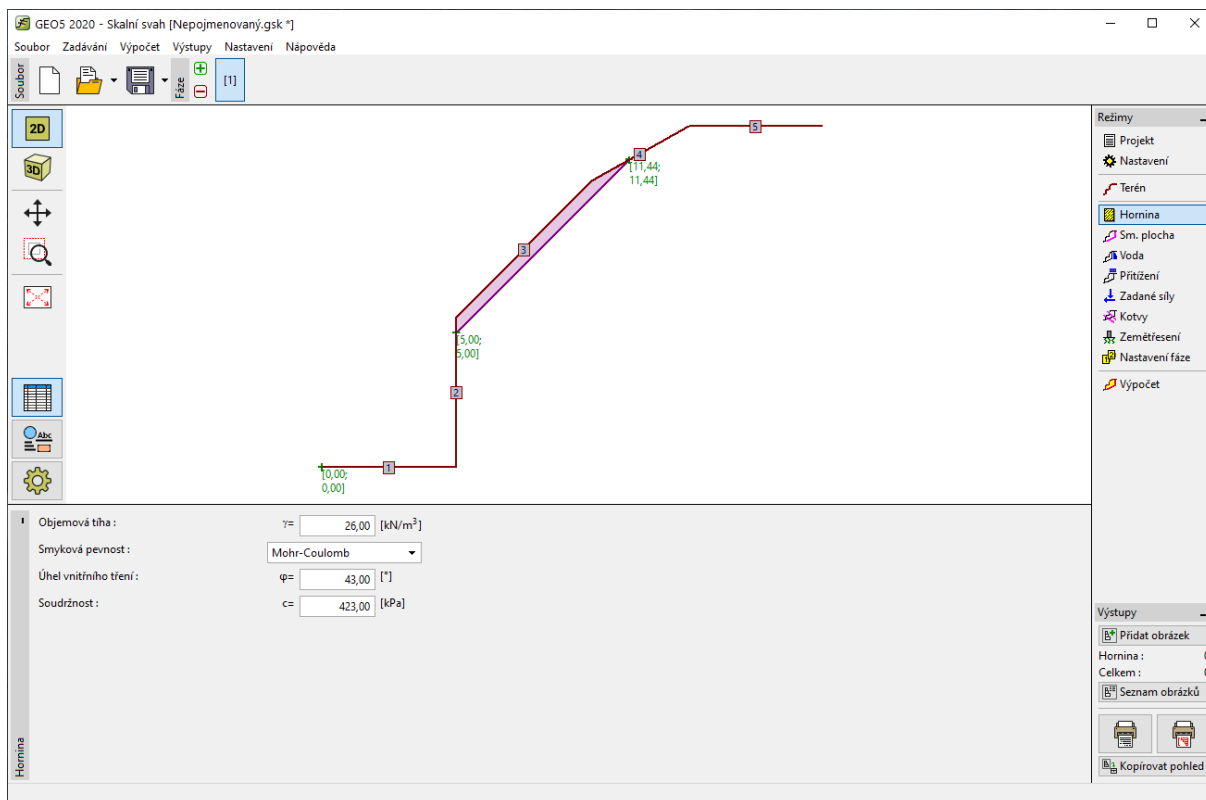 GEO5 2020 - Skalní svah [Nepojmenovaný.gsk *]
Soubor Zadávání Výpočet Výstupy Nastavení Nápověda
Soubor
Fáze
[1]
2D
3D
Abc
5
4
[11,44;
11,44]
3
[5,00;
5,00]
2
1
[0,00;
0,00]
Režimy
Projekt
Nastavení
Terén
Hornina
Sm. plocha
Voda
Přitížení
Zadané síly
Kotvy
Zemětřesení
Nastavení fáze
Výpočet
Hornina
Objemová tíha : γ= 26,00 [kN/m³]
Smyková pevnost : Mohr-Coulomb
Úhel vnitřního tření : φ= 43,00 [°]
Soudržnost : c= 423,00 [kPa]
Výstupy
Přidat obrázek
Hornina :
Celkem :
Seznam obrázků
Kopírovat pohled